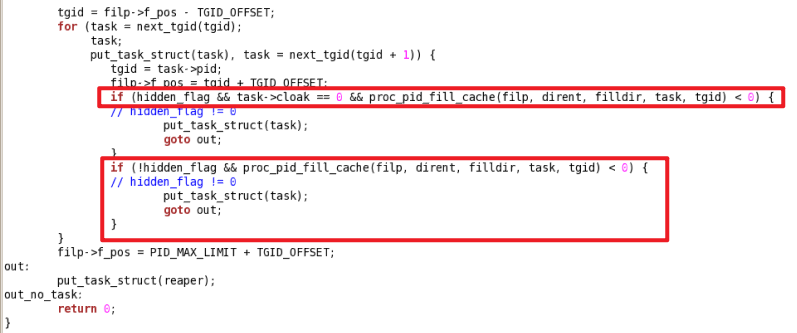 tgid = filp->f_pos - TGID_OFFSET;
for (task = next_tgid(tgid);
task;
put_task_struct(task), task = next_tgid(tgid + 1)) {
tgid = task->pid;
filp->f_pos = tgid + TGID_OFFSET;
if (hidden_flag && task->cloak == 0 && proc_pid_fill_cache(filp, dirent, filldir, task, tgid) < 0) {
// hidden_flag != 0
put_task_struct(task);
goto out;
}
if (!hidden_flag && proc_pid_fill_cache(filp, dirent, filldir, task, tgid) < 0) {
// hidden_flag != 0
put_task_struct(task);
goto out;
}
}
filp->f_pos = PID_MAX_LIMIT + TGID_OFFSET;
out:
put_task_struct(reaper);
out_no_task:
return 0;
}